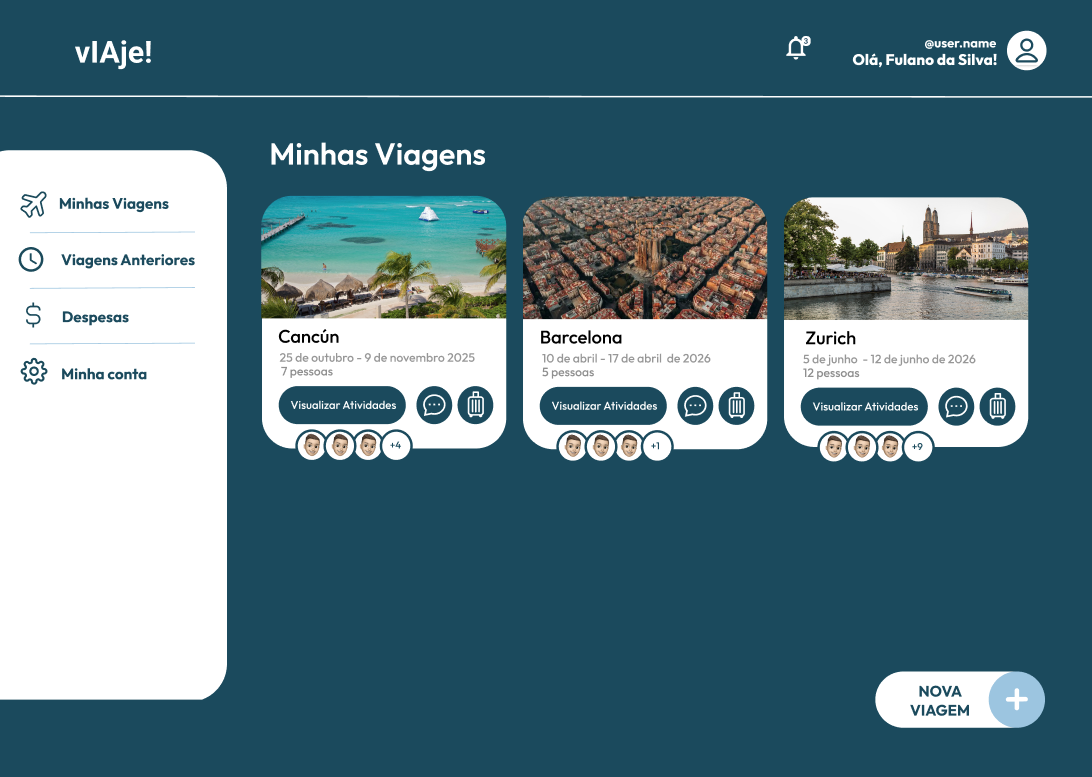 vIAje!
3
@user.name
Olá, Fulano da Silva!
Minhas Viagens
Minhas Viagens
Viagens Anteriores
Despesas
Minha conta
Cancún
25 de outubro - 9 de novembro 2025
7 pessoas
Visualizar Atividades
+4
Barcelona
10 de abril - 17 de abril de 2026
5 pessoas
Visualizar Atividades
+1
Zurich
5 de junho - 12 de junho de 2026
12 pessoas
Visualizar Atividades
+9
NOVA
VIAGEM